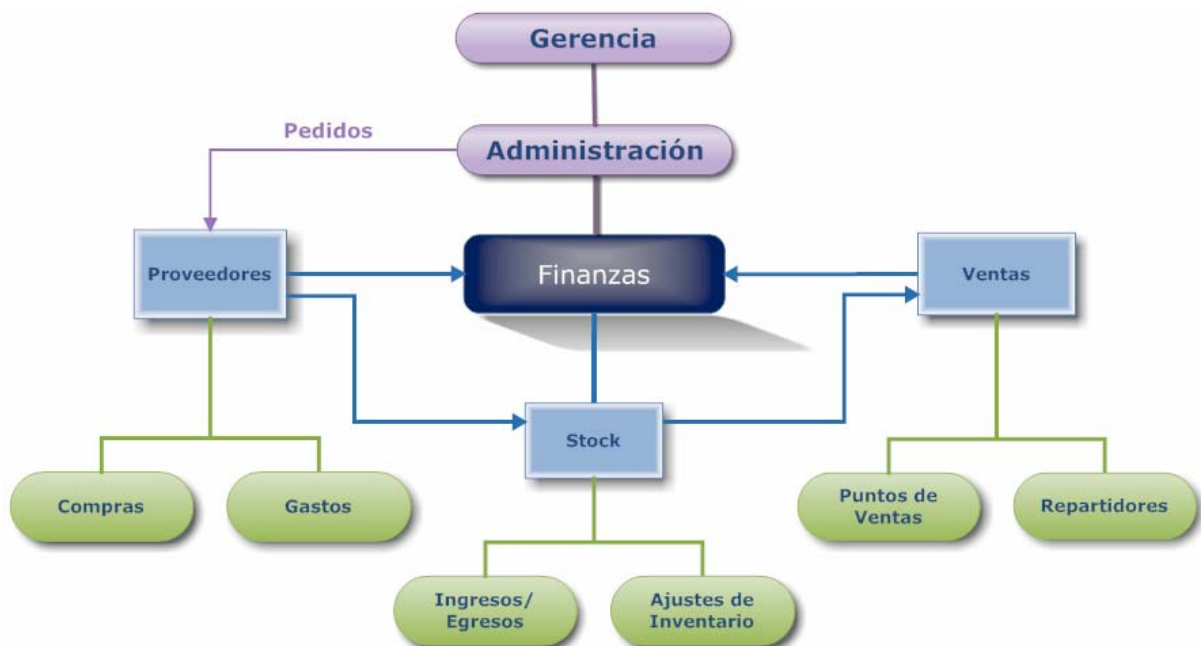 Gerencia
Pedidos
Administración
Proveedores
Finanzas
Ventas
Stock
Compras
Gastos
Puntos de
Ventas
Repartidores
Ingresos/
Egresos
Ajustes de
Inventario